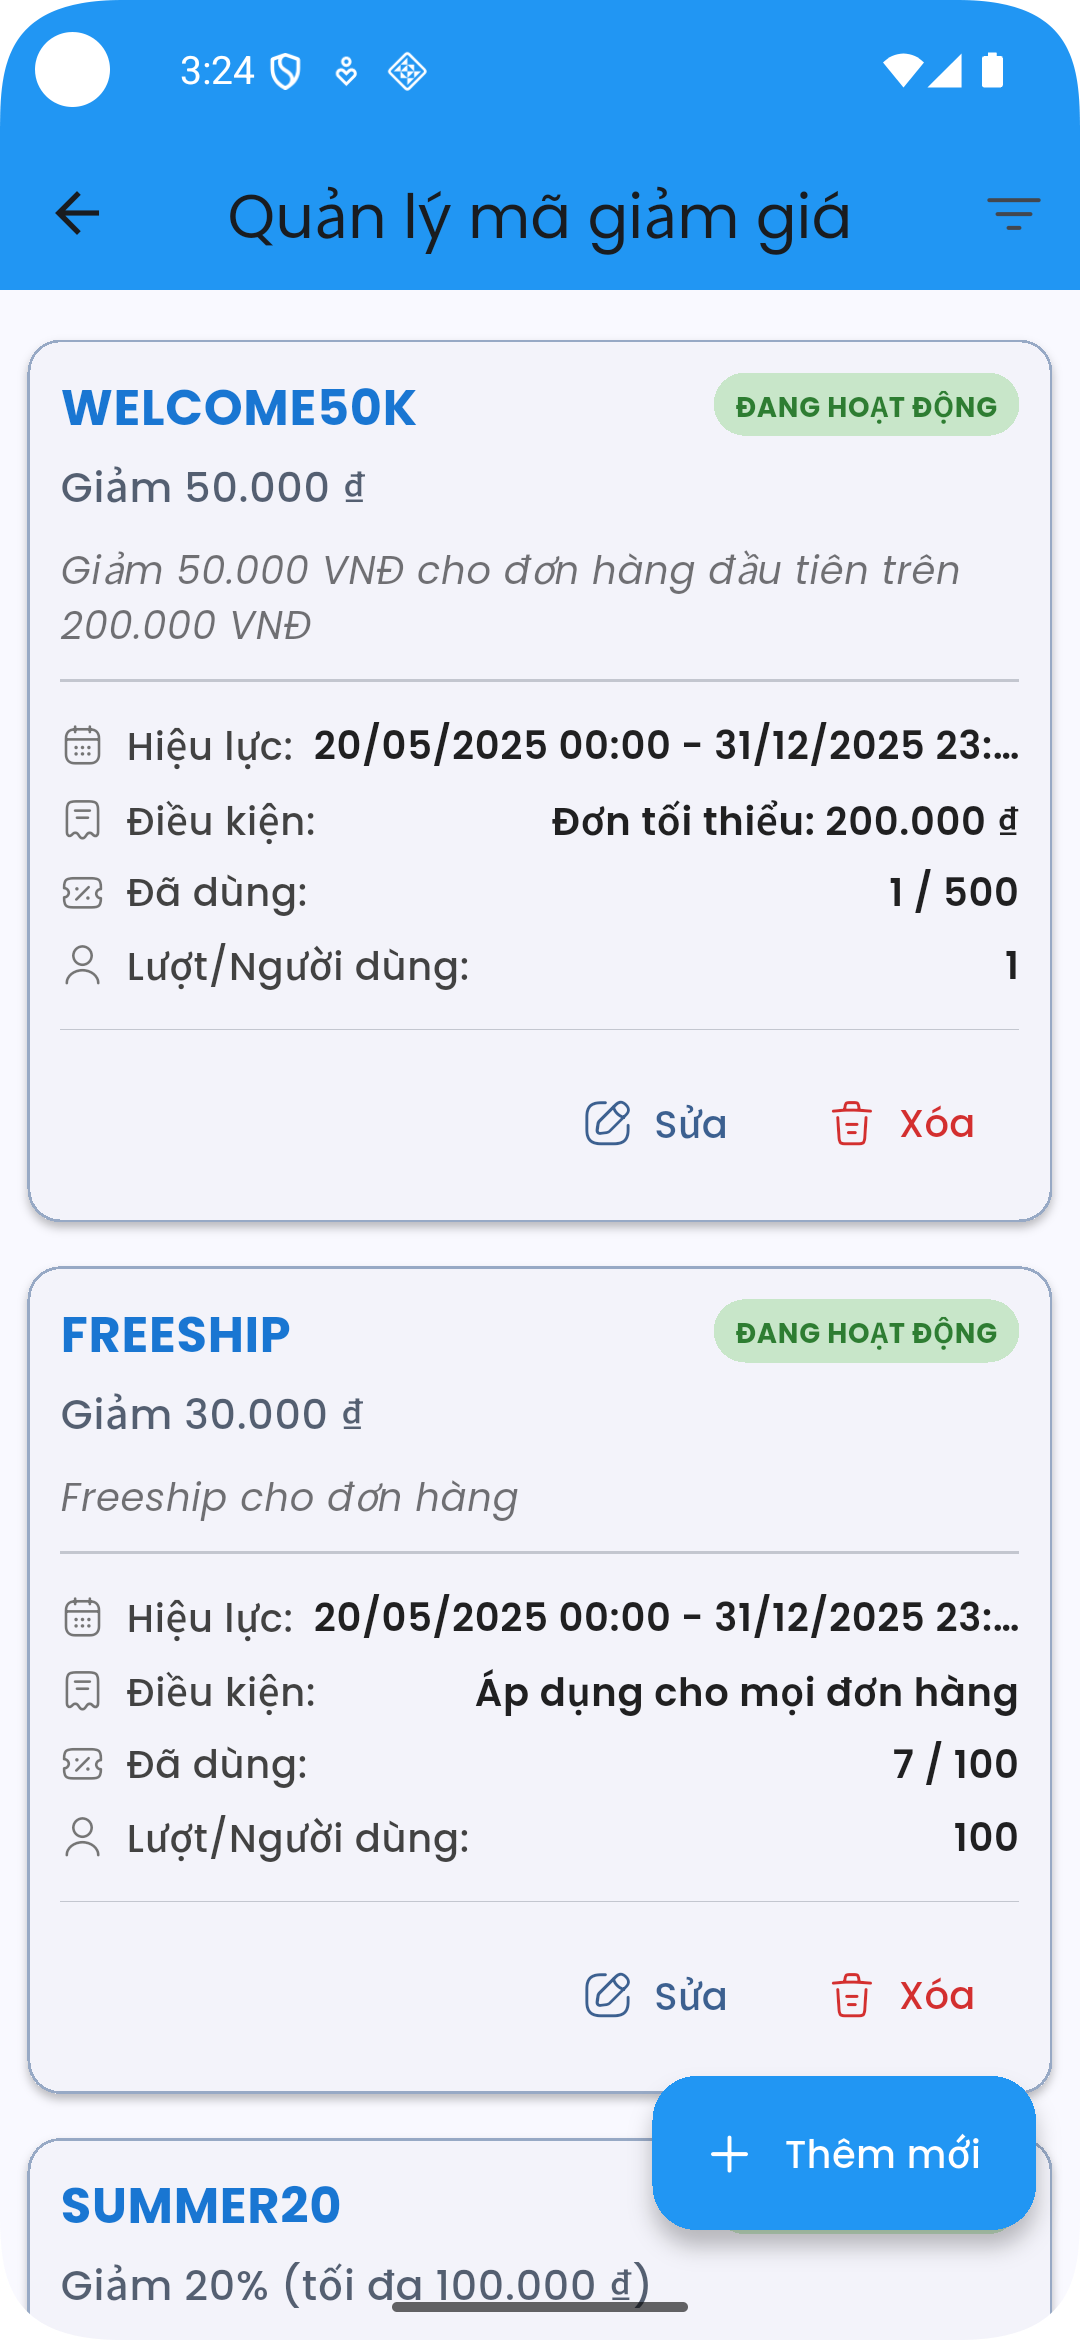 3:24
Quản lý mã giảm giá
WELCOME50K
ĐANG HOẠT ĐỘNG
Giảm 50.000 ₫
Giảm 50.000 VNĐ cho đơn hàng đầu tiên trên
200.000 VNĐ
Hiệu lực: 20/05/2025 00:00 - 31/12/2025 23:...
Điều kiện: Đơn tối thiểu: 200.000 ₫
Đã dùng: 1 / 500
Lượt/Người dùng: 1
Sửa Xóa
FREESHIP
ĐANG HOẠT ĐỘNG
Giảm 30.000 ₫
Freeship cho đơn hàng
Hiệu lực: 20/05/2025 00:00 - 31/12/2025 23:...
Điều kiện: Áp dụng cho mọi đơn hàng
Đã dùng: 7 / 100
Lượt/Người dùng: 100
Sửa Xóa
Thêm mới
SUMMER20
Giảm 20% (tối đa 100.000 ₫)